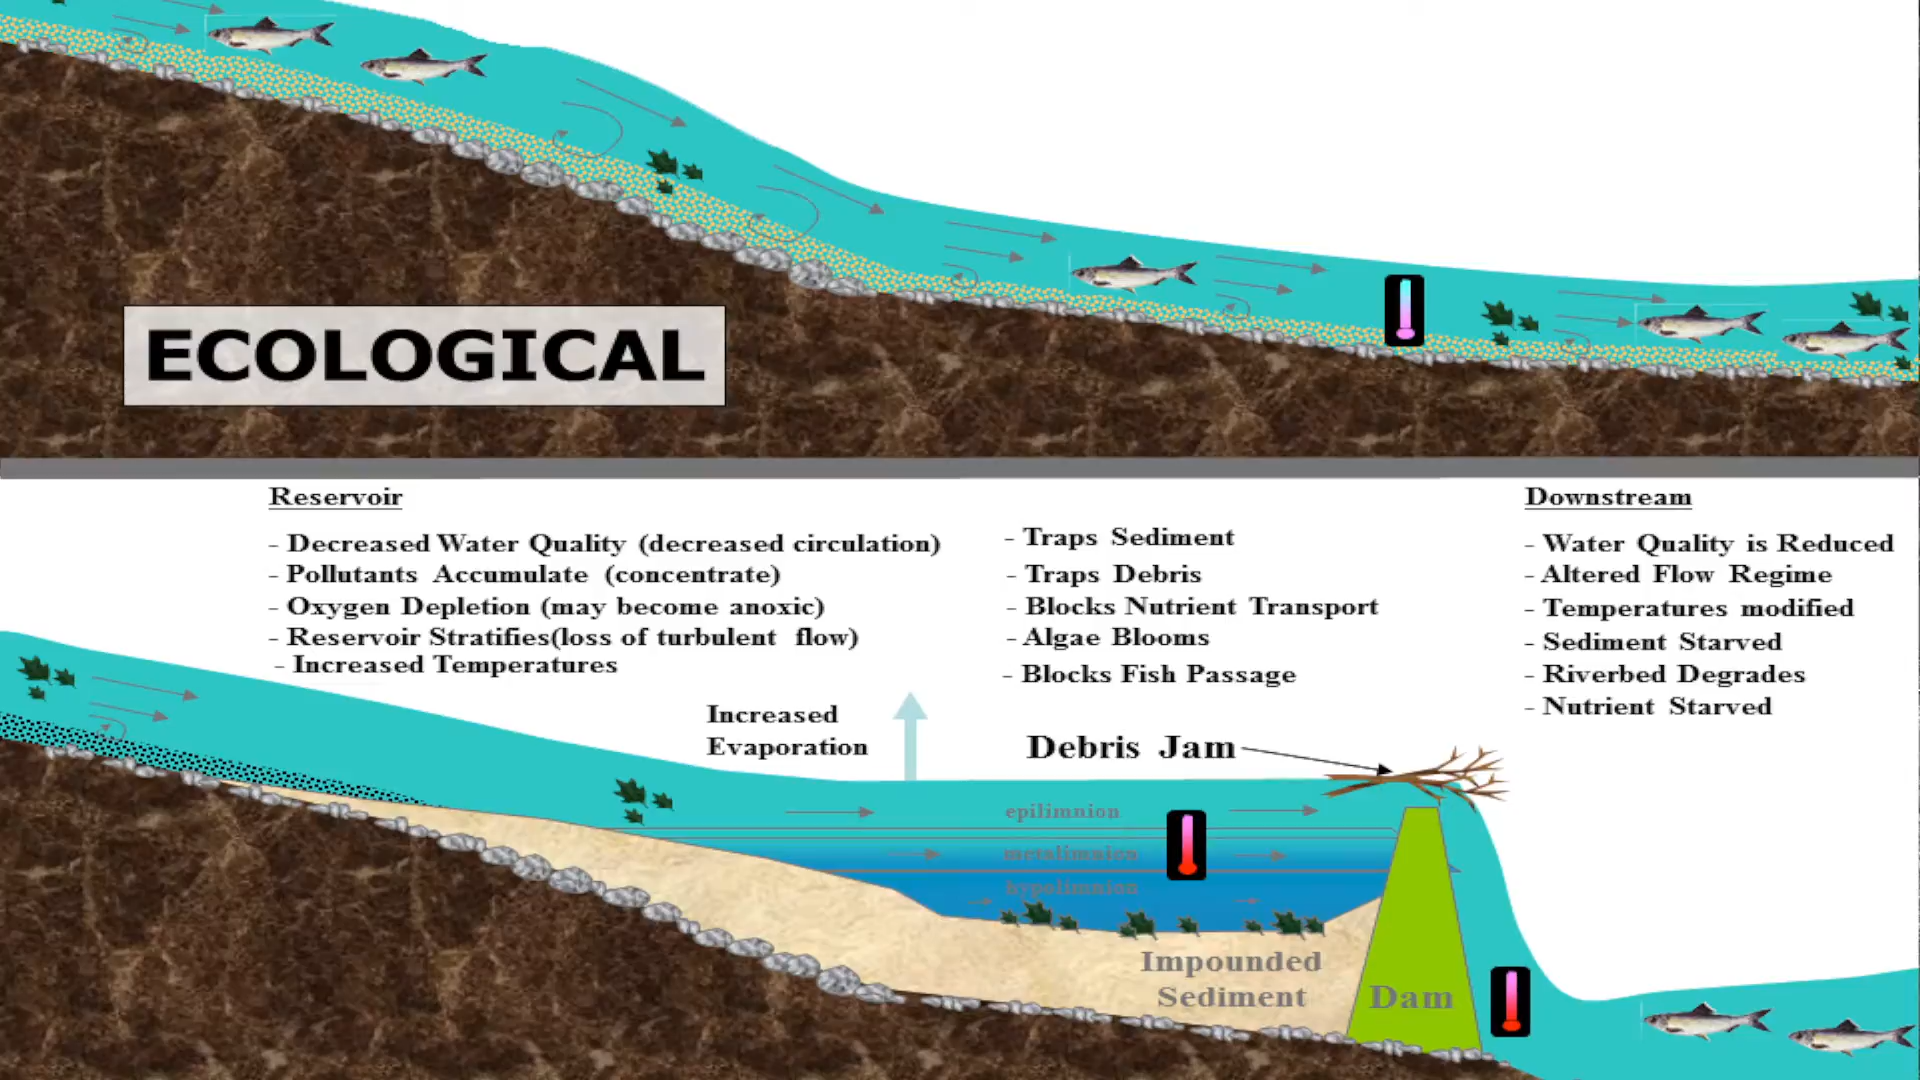 ECOLOGICAL
Reservoir
- Decreased Water Quality (decreased circulation)
- Pollutants Accumulate (concentrate)
- Oxygen Depletion (may become anoxic)
- Reservoir Stratifies(loss of turbulent flow)
- Increased Temperatures
- Traps Sediment
- Traps Debris
- Blocks Nutrient Transport
- Algae Blooms
- Blocks Fish Passage
Downstream
- Water Quality is Reduced
- Altered Flow Regime
- Temperatures modified
- Sediment Starved
- Riverbed Degrades
- Nutrient Starved
Increased
Evaporation
Debris Jam
epilimnion
metalimnion
hypolimnion
Impounded
Sediment
Dam